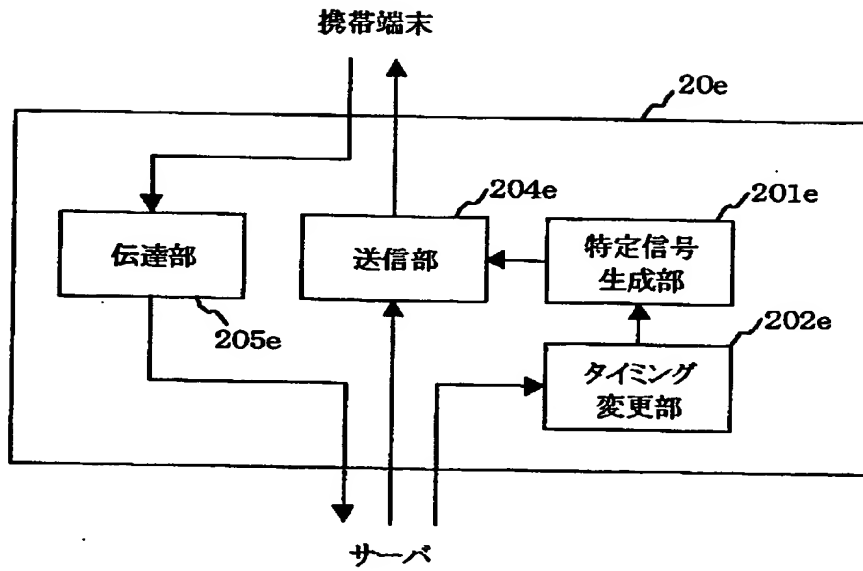 携帯端末
20e
204e
201e
伝達部
送信部
特定信号
生成部
205e
202e
タイミング
変更部
サーバ